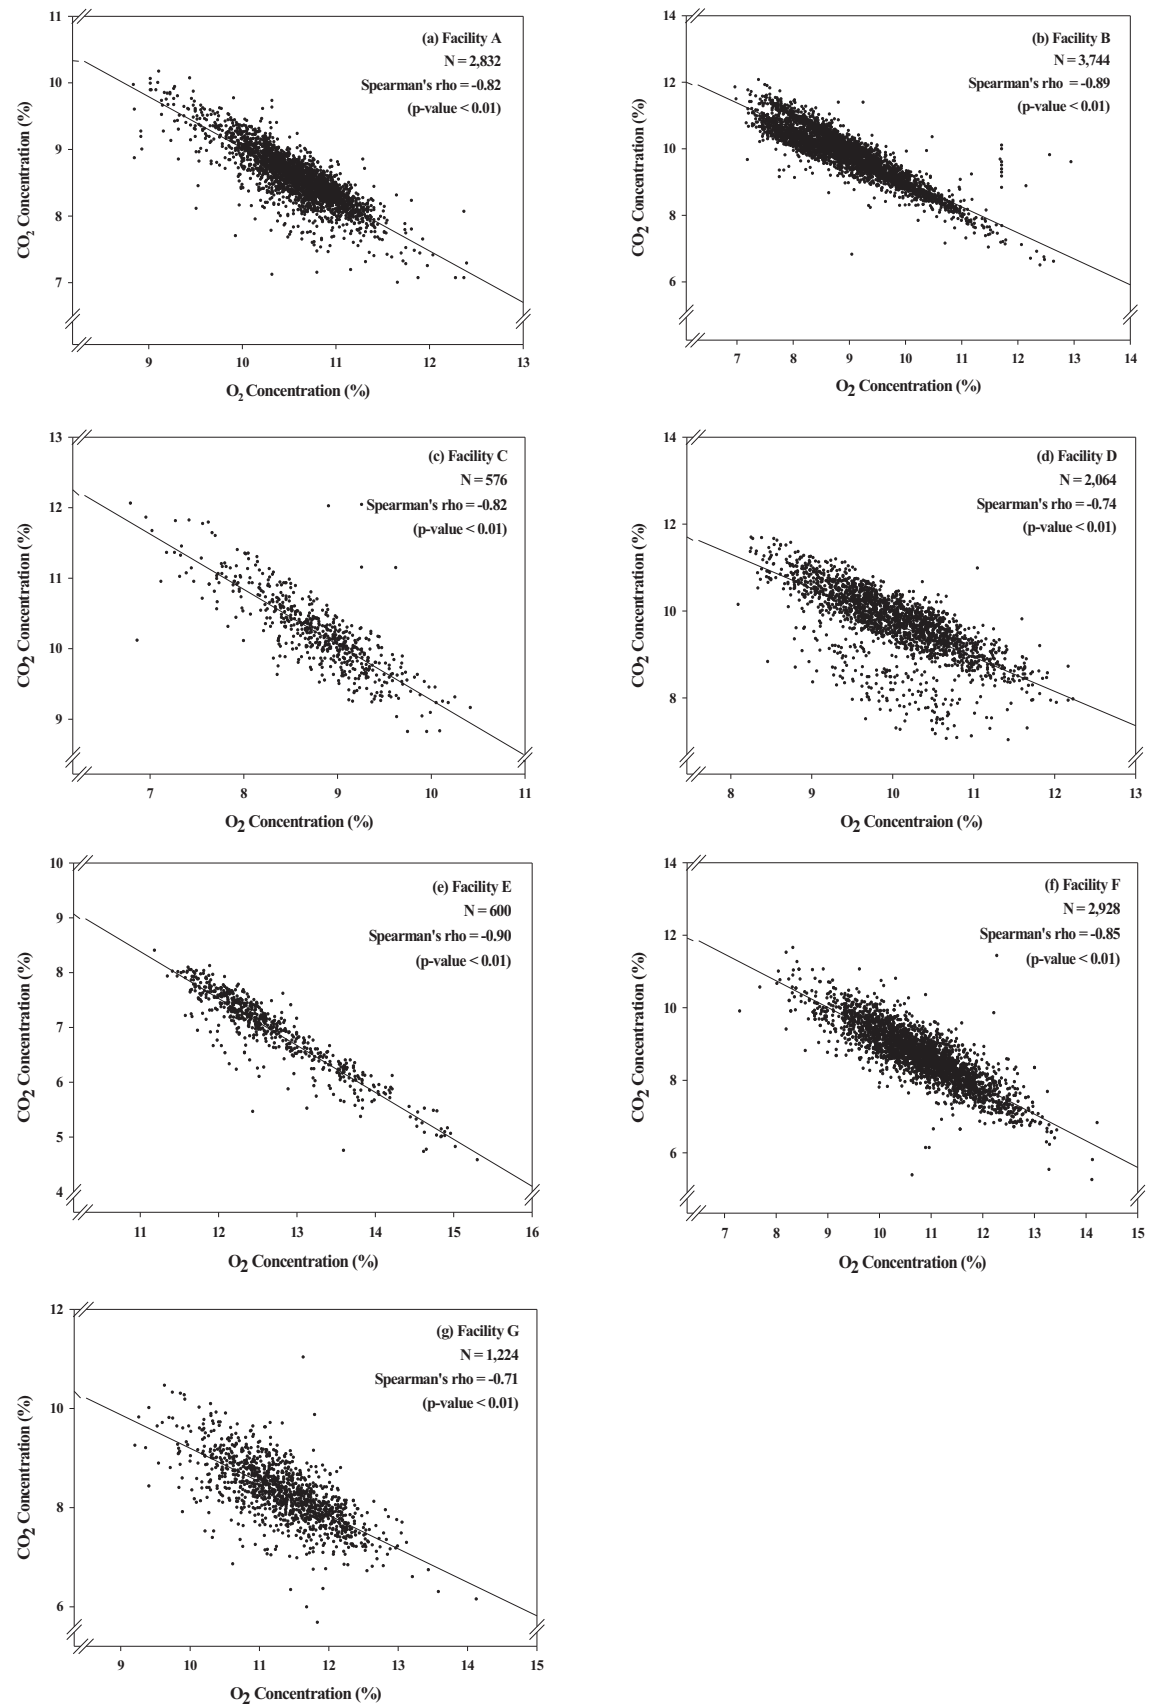 11
10
9
8
7
CO2 Concentration (%)
(a) Facility A
N = 2,832
Spearman's rho = -0.82
(p-value < 0.01)
9 10 11 12 13
O2 Concentration (%)
14
12
10
8
6
CO2 Concentration (%)
(b) Facility B
N = 3,744
Spearman's rho = -0.89
(p-value < 0.01)
7 8 9 10 11 12 13 14
O2 Concentration (%)
13
12
11
10
9
CO2 Concentration (%)
(c) Facility C
N = 576
Spearman's rho = -0.82
(p-value < 0.01)
7 8 9 10 11
O2 Concentration (%)
14
12
10
8
CO2 Concentration (%)
(d) Facility D
N = 2,064
Spearman's rho = -0.74
(p-value < 0.01)
8 9 10 11 12 13
O2 Concentraion (%)
10
9
8
7
6
5
4
CO2 Concentration (%)
(e) Facility E
N = 600
Spearman's rho = -0.90
(p-value < 0.01)
11 12 13 14 15 16
O2 Concentration (%)
14
12
10
8
6
CO2 Concentration (%)
(f) Facility F
N = 2,928
Spearman's rho = -0.85
(p-value < 0.01)
7 8 9 10 11 12 13 14 15
O2 Concentration (%)
12
10
8
6
CO2 Concentration (%)
(g) Facility G
N = 1,224
Spearman's rho = -0.71
(p-value < 0.01)
9 10 11 12 13 14 15
O2 Concentration (%)